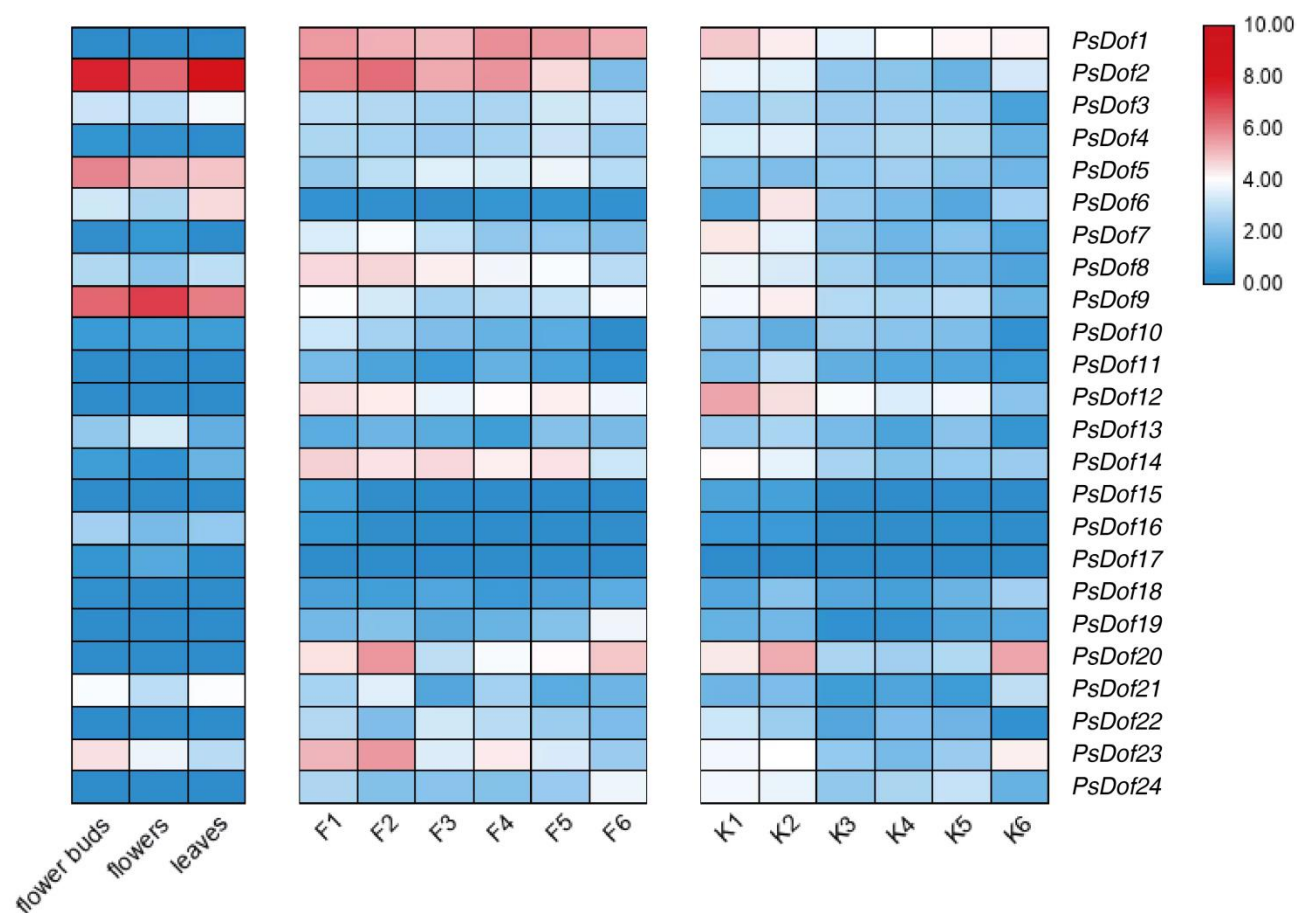 10.00
8.00
6.00
4.00
2.00
0.00
PsDof1
PsDof2
PsDof3
PsDof4
PsDof5
PsDof6
PsDof7
PsDof8
PsDof9
PsDof10
PsDof11
PsDof12
PsDof13
PsDof14
PsDof15
PsDof16
PsDof17
PsDof18
PsDof19
PsDof20
PsDof21
PsDof22
PsDof23
PsDof24
flower buds
flowers
leaves
F1
F2
F3
F4
F5
F6
K1
K2
K3
K4
K5
K6